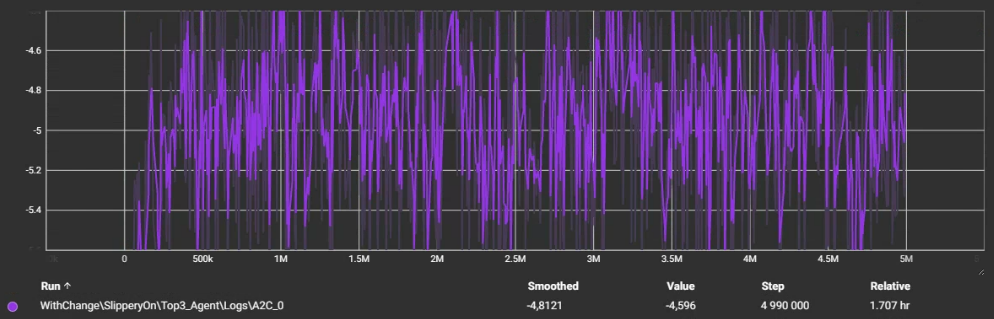 -4.6
-4.8
-5
-5.2
-5.4
0 500k 1M 1.5M 2M 2.5M 3M 3.5M 4M 4.5M 5M
Run ↑ Smoothed Value Step Relative
WithChange\SlipperyOn\Top3_Agent\Logs\A2C_0 -4,8121 -4,596 4 990 000 1.707 hr